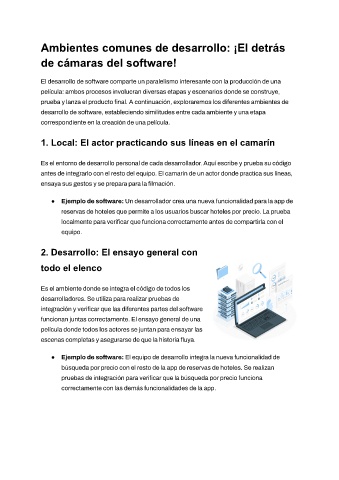 Ambientes comunes de desarrollo: ¡El detrás
de cámaras del software!
El desarrollo de software comparte un paralelismo interesante con la producción de una
película: ambos procesos involucran diversas etapas y escenarios donde se construye,
prueba y lanza el producto final. A continuación, exploraremos los diferentes ambientes de
desarrollo de software, estableciendo similitudes entre cada ambiente y una etapa
correspondiente en la creación de una película.
1. Local: El actor practicando sus líneas en el camarín
Es el entorno de desarrollo personal de cada desarrollador. Aquí escribe y prueba su código
antes de integrarlo con el resto del equipo. El camarín de un actor donde practica sus líneas,
ensaya sus gestos y se prepara para la filmación.
● Ejemplo de software: Un desarrollador crea una nueva funcionalidad para la app de
reservas de hoteles que permite a los usuarios buscar hoteles por precio. La prueba
localmente para verificar que funciona correctamente antes de compartirla con el
equipo.
2. Desarrollo: El ensayo general con
todo el elenco
Es el ambiente donde se integra el código de todos los
desarrolladores. Se utiliza para realizar pruebas de
integración y verificar que las diferentes partes del software
funcionan juntas correctamente. El ensayo general de una
película donde todos los actores se juntan para ensayar las
escenas completas y asegurarse de que la historia fluya.
● Ejemplo de software: El equipo de desarrollo integra la nueva funcionalidad de
búsqueda por precio con el resto de la app de reservas de hoteles. Se realizan
pruebas de integración para verificar que la búsqueda por precio funciona
correctamente con las demás funcionalidades de la app.